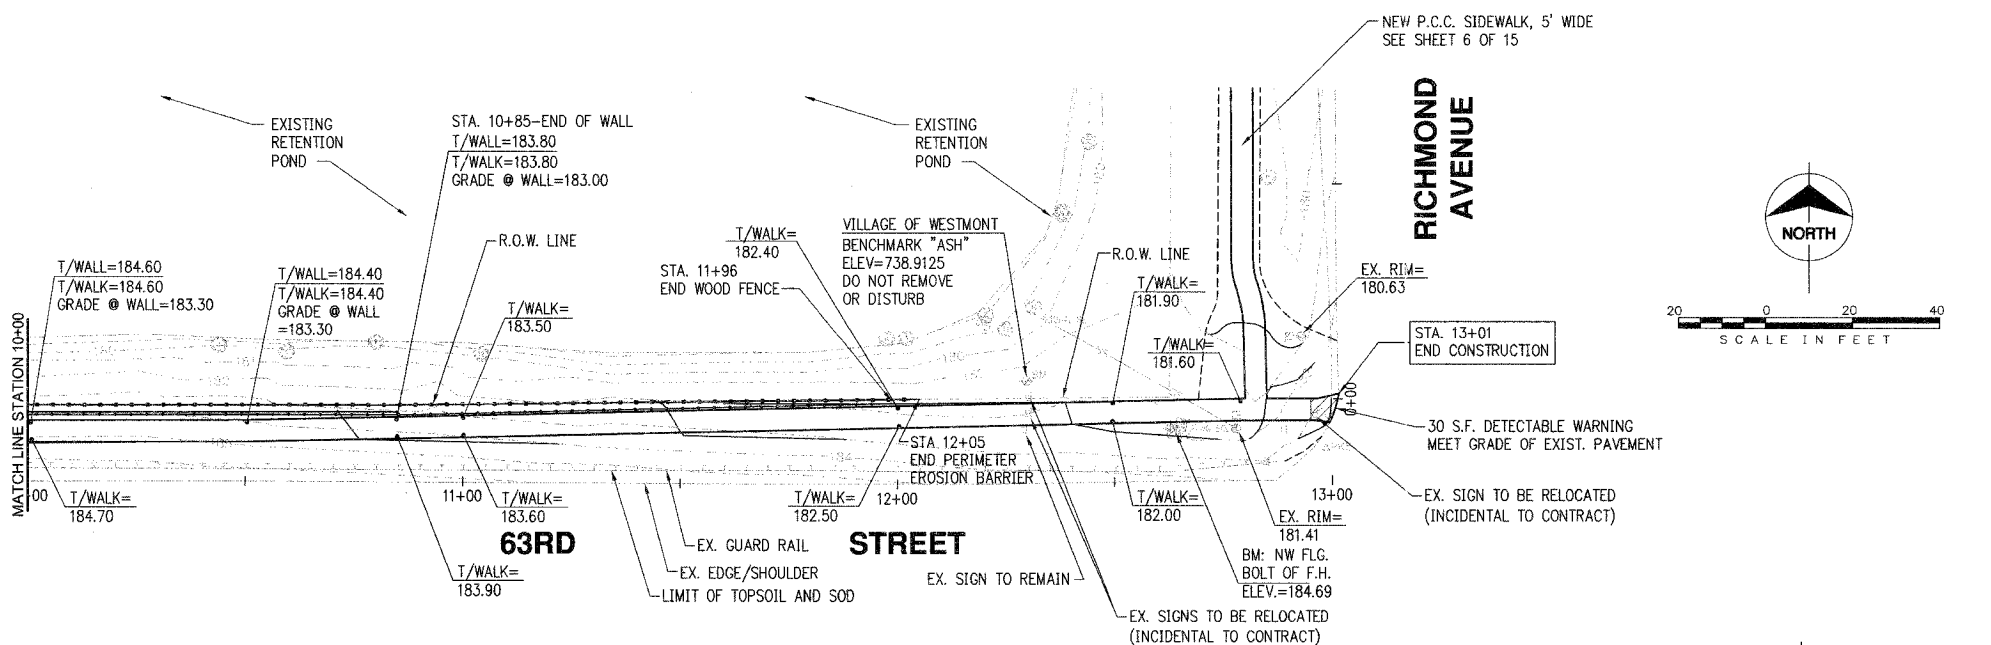 NEW P.C.C. SIDEWALK, 5' WIDE
SEE SHEET 6 OF 15
RICHMOND
AVENUE
EXISTING
RETENTION
POND
STA. 10+85-END OF WALL
T/WALL=183.80
T/WALK=183.80
GRADE @ WALL=183.00
EXISTING
RETENTION
POND
NORTH
R.O.W. LINE
T/WALK=
182.40
VILLAGE OF WESTMONT
BENCHMARK "ASH"
ELEV=738.9125
DO NOT REMOVE
OR DISTURB
R.O.W. LINE
T/WALL=184.60
T/WALK=184.60
GRADE @ WALL=183.30
T/WALL=184.40
T/WALK=184.40
GRADE @ WALL
=183.30
STA. 11+96
END WOOD FENCE
T/WALK=
181.90
EX. RIM=
180.63
T/WALK=
183.50
T/WALK=
181.60
STA. 13+01
END CONSTRUCTION
20 0 20 40
SCALE IN FEET
MATCH LINE STATION 10+00
0+00
30 S.F. DETECTABLE WARNING
MEET GRADE OF EXIST. PAVEMENT
STA. 12+05
END PERIMETER
EROSION BARRIER
184
180
00
11+00
12+00
13+00
T/WALK=
184.70
T/WALK=
183.60
T/WALK=
182.50
T/WALK=
182.00
EX. SIGN TO BE RELOCATED
(INCIDENTAL TO CONTRACT)
EX. RIM=
181.41
63RD
STREET
EX. GUARD RAIL
BM: NW FLG.
BOLT OF F.H.
ELEV.=184.69
T/WALK=
183.90
EX. EDGE/SHOULDER
EX. SIGN TO REMAIN
LIMIT OF TOPSOIL AND SOD
EX. SIGNS TO BE RELOCATED
(INCIDENTAL TO CONTRACT)